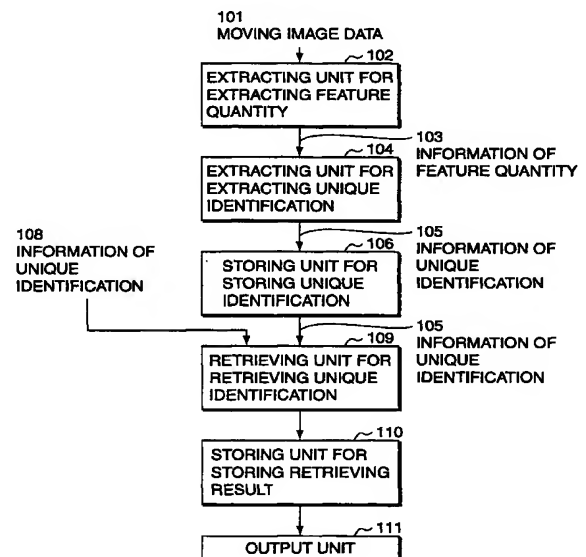 101
MOVING IMAGE DATA
102
EXTRACTING UNIT FOR
EXTRACTING FEATURE
QUANTITY
103
INFORMATION OF
FEATURE QUANTITY
104
EXTRACTING UNIT FOR
EXTRACTING UNIQUE
IDENTIFICATION
105
INFORMATION OF
UNIQUE
IDENTIFICATION
106
STORING UNIT FOR
STORING UNIQUE
IDENTIFICATION
108
INFORMATION OF
UNIQUE
IDENTIFICATION
105
INFORMATION OF
UNIQUE
IDENTIFICATION
109
RETRIEVING UNIT FOR
RETRIEVING UNIQUE
IDENTIFICATION
110
STORING UNIT FOR
STORING RETRIEVING
RESULT
111
OUTPUT UNIT